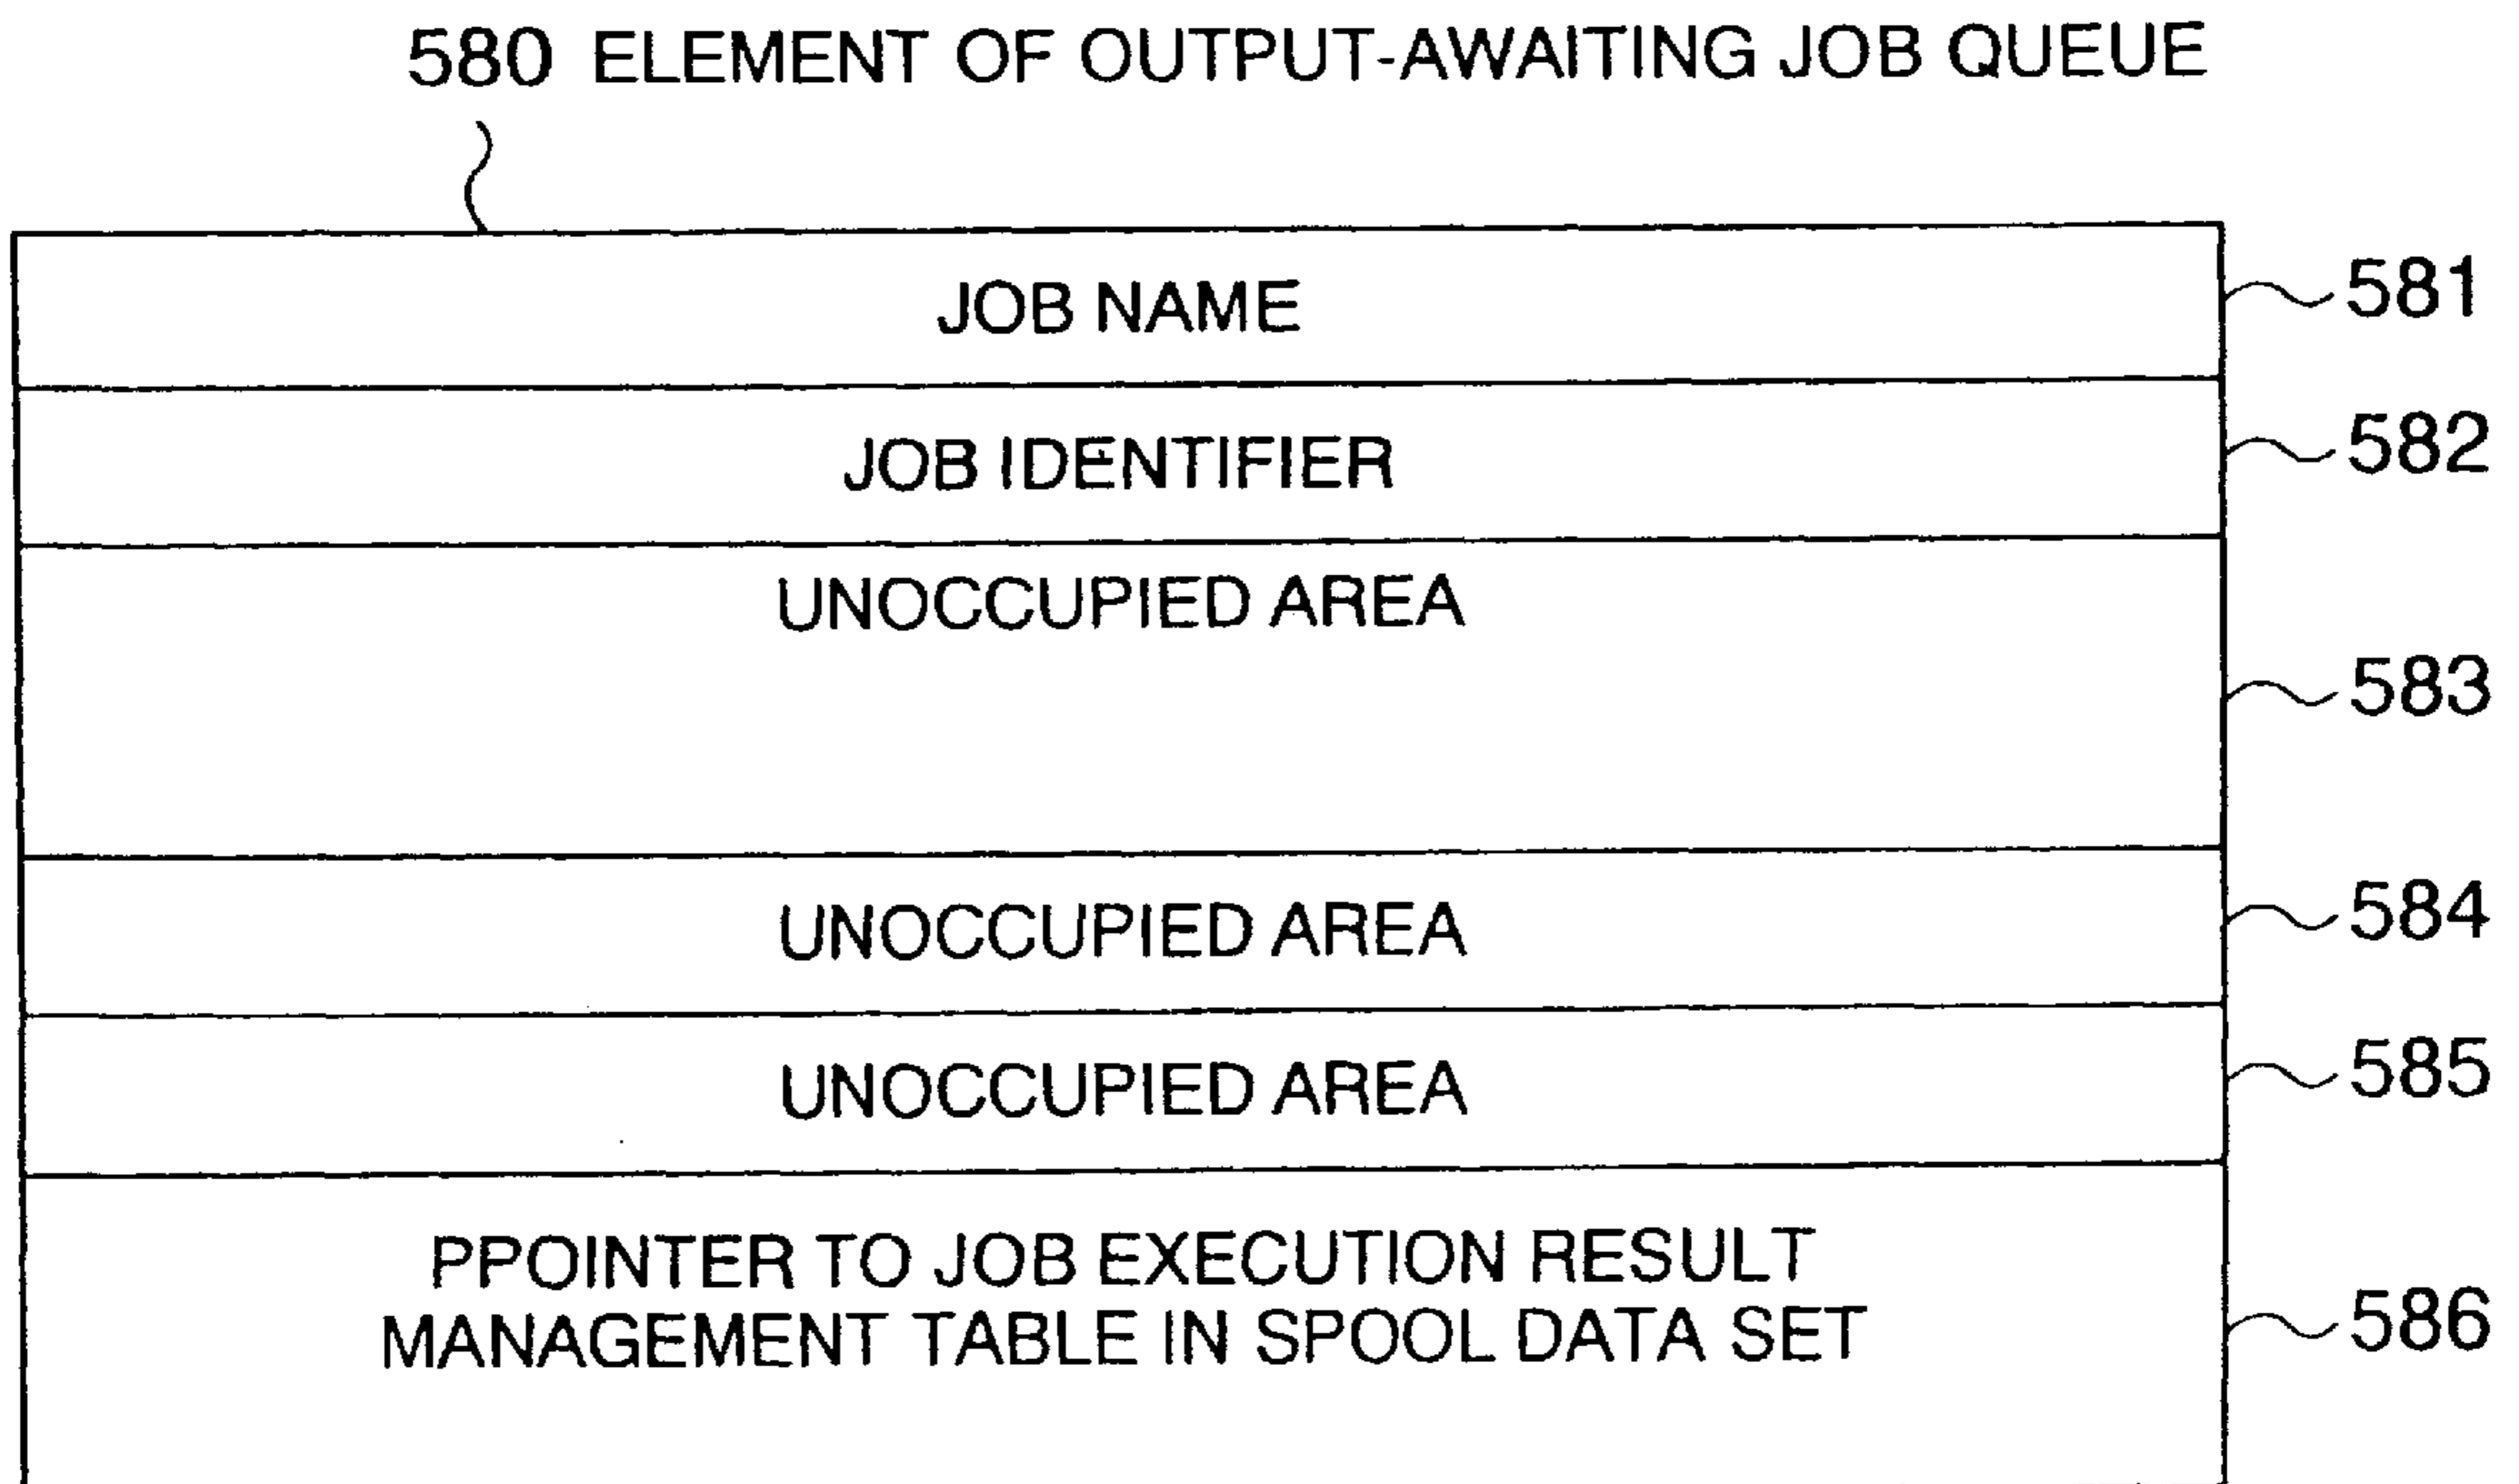 580 ELEMENT OF OUTPUT-AWAITING JOB QUEUE
JOB NAME 581
JOB IDENTIFIER 582
UNOCCUPIED AREA
583
UNOCCUPIED AREA 584
UNOCCUPIED AREA 585
PPOINTER TO JOB EXECUTION RESULT
MANAGEMENT TABLE IN SPOOL DATA SET 586